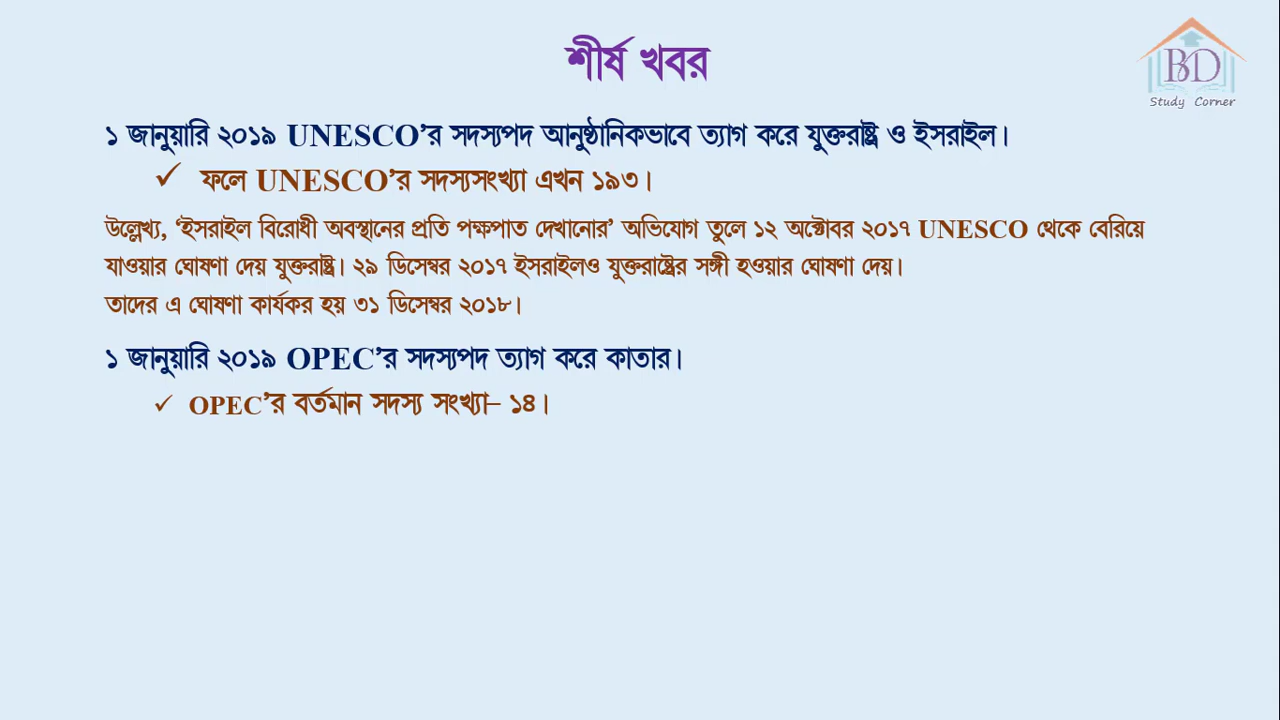 শীর্ষ খবর
BD
Study Corner
১ জানুয়ারি ২০১৯ UNESCO’র সদস্যপদ আনুষ্ঠানিকভাবে ত্যাগ করে যুক্তরাষ্ট্র ও ইসরাইল।
✓ ফলে UNESCO’র সদস্যসংখ্যা এখন ১৯৩।
উল্লেখ্য, ‘ইসরাইল বিরোধী অবস্থানের প্রতি পক্ষপাত দেখানোর’ অভিযোগ তুলে ১২ অক্টোবর ২০১৭ UNESCO থেকে বেরিয়ে
যাওয়ার ঘোষণা দেয় যুক্তরাষ্ট্র। ২৯ ডিসেম্বর ২০১৭ ইসরাইলও যুক্তরাষ্ট্রের সঙ্গী হওয়ার ঘোষণা দেয়।
তাদের এ ঘোষণা কার্যকর হয় ৩১ ডিসেম্বর ২০১৮।
১ জানুয়ারি ২০১৯ OPEC’র সদস্যপদ ত্যাগ করে কাতার।
✓ OPEC’র বর্তমান সদস্য সংখ্যা– ১৪।